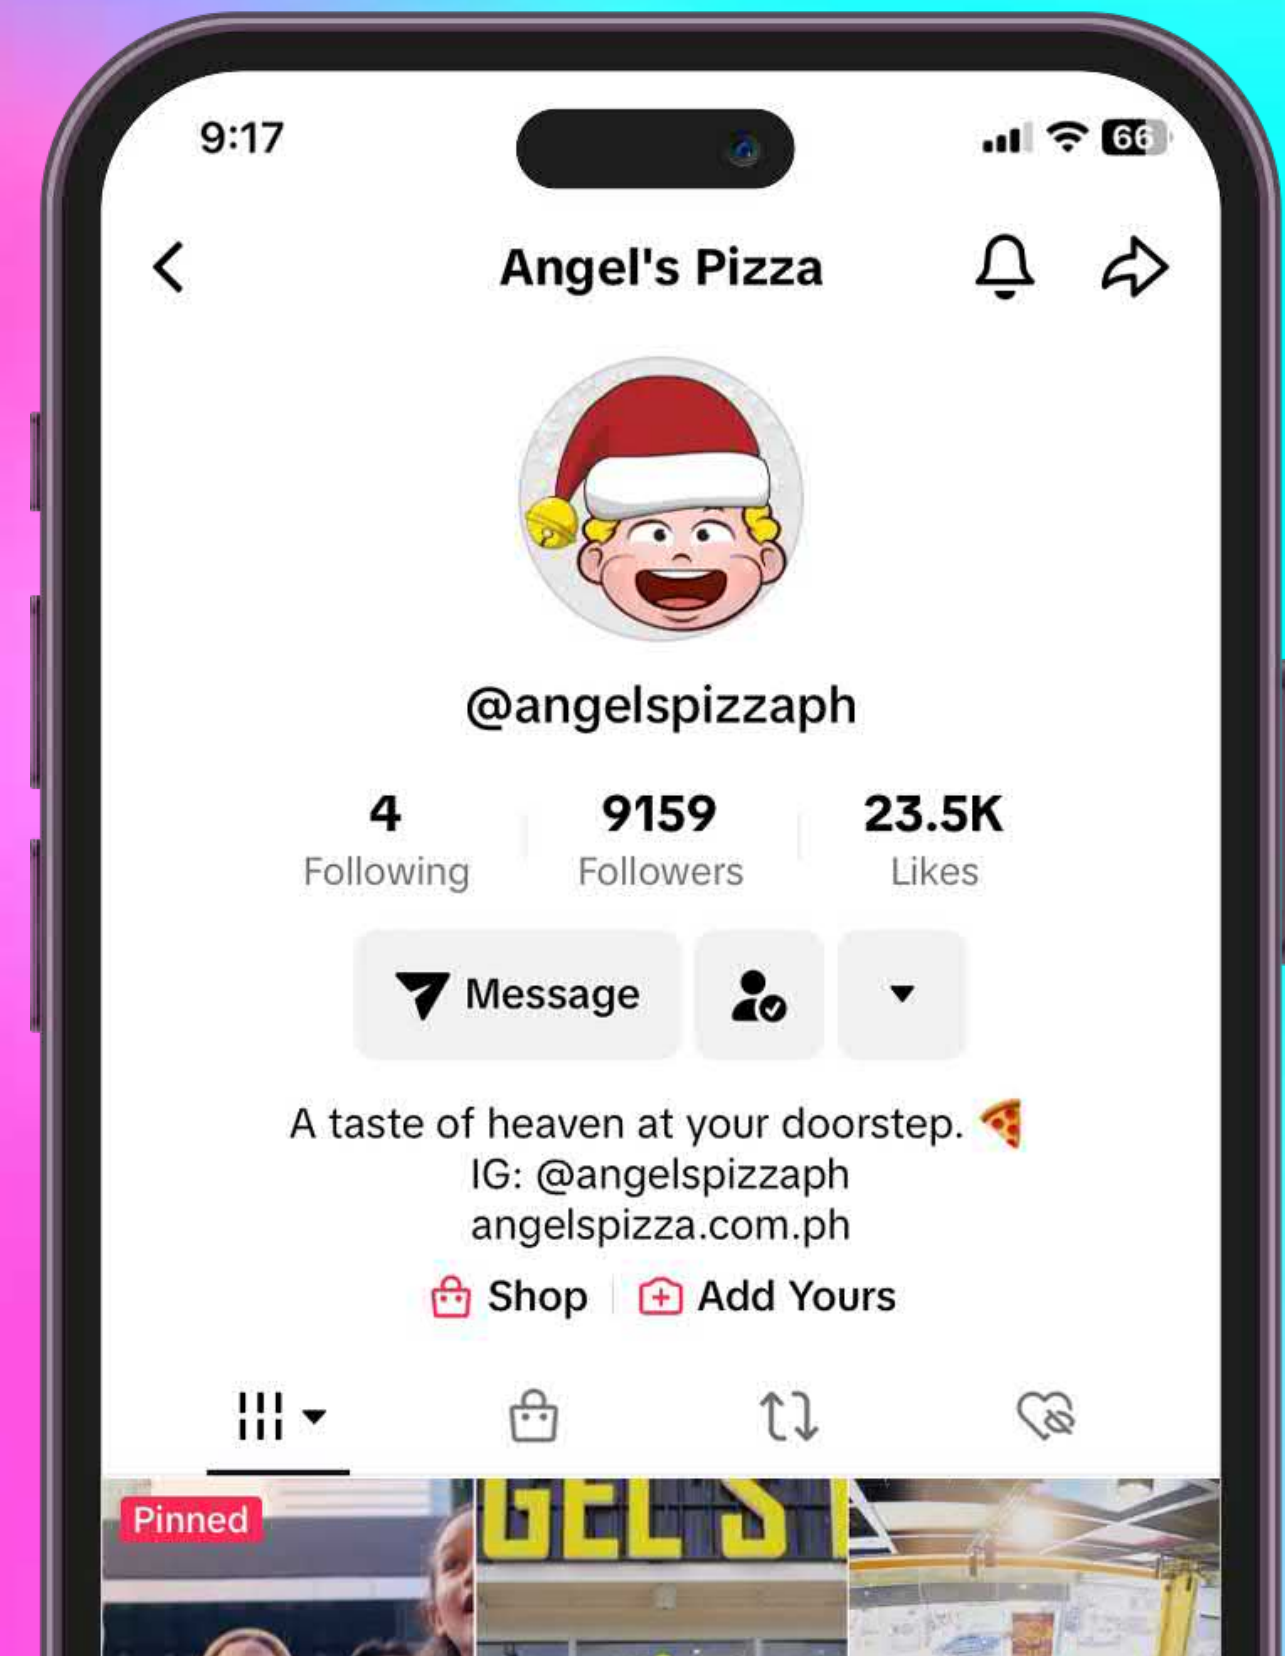 9:17
66
Angel's Pizza
@angelspizzaph
4 9159 23.5K
Following Followers Likes
Message
A taste of heaven at your doorstep. 🍕
IG: @angelspizzaph
angelspizza.com.ph
Shop Add Yours
Pinned
GEL'S